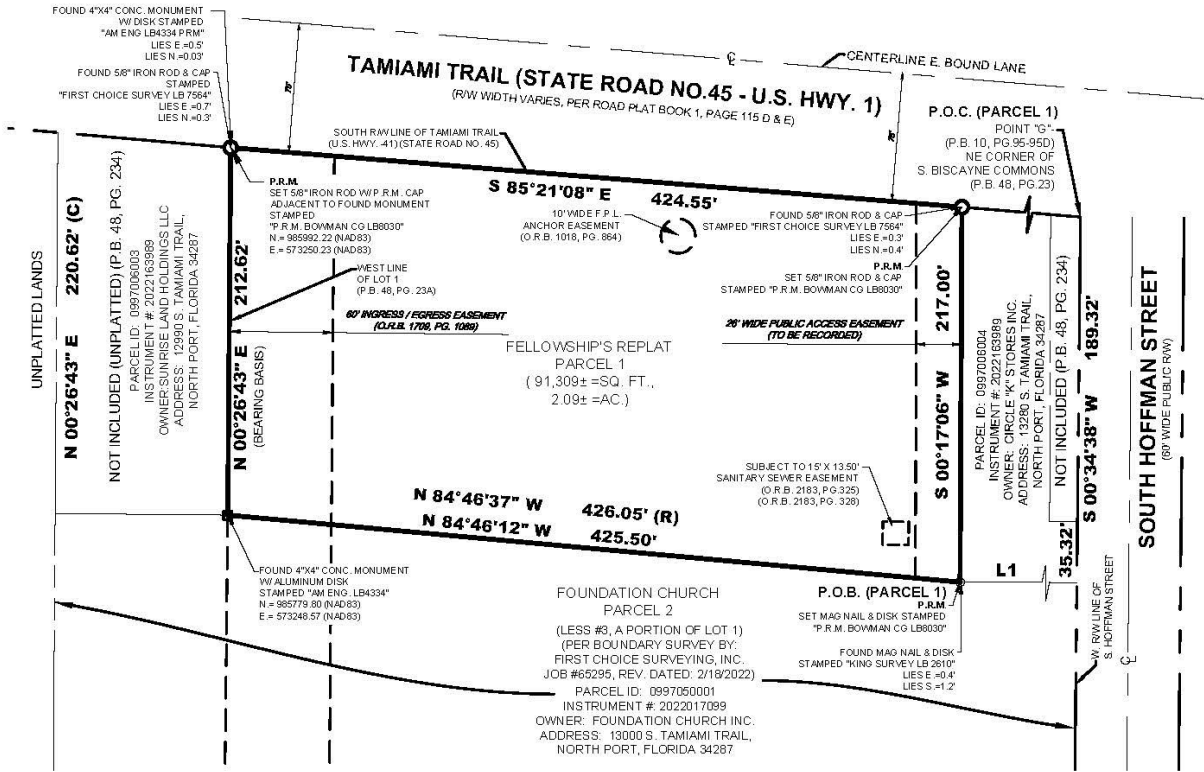 FOUND 4"X4" CONC. MONUMENT
W/ DISK STAMPED
"AM ENG LB4334 PRM"
LIES E.=0.5'
LIES N.=0.03'
FOUND 5/8" IRON ROD & CAP
STAMPED
"FIRST CHOICE SURVEY LB 7564"
LIES E.=0.7'
LIES N.=0.3'
CENTERLINE E. BOUND LANE
TAMIAMI TRAIL (STATE ROAD NO.45 - U.S. HWY. 1)
(R/W WIDTH VARIES, PER ROAD PLAT BOOK 1, PAGE 115 D & E)
SOUTH R/W LINE OF TAMIAMI TRAIL
(U.S. HWY. -41) (STATE ROAD NO. 45)
P.O.C. (PARCEL 1)
POINT "G"
(P.B. 10, PG.95-95D)
NE CORNER OF
S. BISCAYNE COMMONS
(P.B. 48, PG.23)
P.R.M.
SET 5/8" IRON ROD W/P.R.M. CAP
ADJACENT TO FOUND MONUMENT
STAMPED
"P.R.M. BOWMAN CG LB8030"
N.= 985992.22 (NAD83)
E.= 573250.23 (NAD83)
S 85°21'08" E 424.55'
10' WIDE F.P.L.
ANCHOR EASEMENT
(O.R.B. 1018, PG. 864)
FOUND 5/8" IRON ROD & CAP
STAMPED "FIRST CHOICE SURVEY LB 7564"
LIES E.=0.3'
LIES N.=0.4'
P.R.M.
SET 5/8" IRON ROD & CAP
STAMPED "P.R.M. BOWMAN CG LB8030"
UNPLATTED LANDS
N 00°26'43" E 220.62' (C)
NOT INCLUDED (UNPLATTED) (P.B. 48, PG. 234)
PARCEL ID: 0997006003
INSTRUMENT #: 2022163989
OWNER:SUNRISE LAND HOLDINGS LLC
ADDRESS: 12990 S. TAMIAMI TRAIL,
NORTH PORT, FLORIDA 34287
N 00°26'43" E 212.62'
(BEARING BASIS)
WEST LINE
OF LOT 1
(P.B. 48, PG. 23A)
60' INGRESS / EGRESS EASEMENT
(O.R.B. 1709, PG. 1089)
26' WIDE PUBLIC ACCESS EASEMENT
(TO BE RECORDED)
FELLOWSHIP'S REPLAT
PARCEL 1
( 91,309± =SQ. FT.,
2.09± =AC.)
S 00°17'06" W 217.00'
PARCEL ID: 0997006004
INSTRUMENT #: 2022163989
OWNER: CIRCLE "K" STORES INC.
ADDRESS: 13280 S. TAMIAMI TRAIL,
NORTH PORT, FLORIDA 34287
NOT INCLUDED (P.B. 48, PG. 234)
S 00°34'38" W 189.32'
35.32'
SOUTH HOFFMAN STREET
(60' WIDE PUBLIC R/W)
SUBJECT TO 15' X 13.50'
SANITARY SEWER EASEMENT
(O.R.B. 2183, PG.325)
(O.R.B. 2183, PG. 328)
N 84°46'37" W 426.05' (R)
N 84°46'12" W 425.50'
L1
FOUND 4"X4" CONC. MONUMENT
W/ ALUMINUM DISK
STAMPED "AM ENG. LB4334"
N.= 985779.80 (NAD83)
E.= 573248.57 (NAD83)
FOUNDATION CHURCH
PARCEL 2
(LESS #3, A PORTION OF LOT 1)
(PER BOUNDARY SURVEY BY:
FIRST CHOICE SURVEYING, INC.
JOB #65295, REV. DATED: 2/18/2022)
PARCEL ID: 0997050001
INSTRUMENT #: 2022017099
OWNER: FOUNDATION CHURCH INC.
ADDRESS: 13000 S. TAMIAMI TRAIL,
NORTH PORT, FLORIDA 34287
P.O.B. (PARCEL 1)
P.R.M.
SET MAG NAIL & DISK STAMPED
"P.R.M. BOWMAN CG LB8030"
FOUND MAG NAIL & DISK
STAMPED "KING SURVEY LB 2610"
LIES E.=0.4'
LIES S.=1.2'
W. R/W LINE OF
S. HOFFMAN STREET